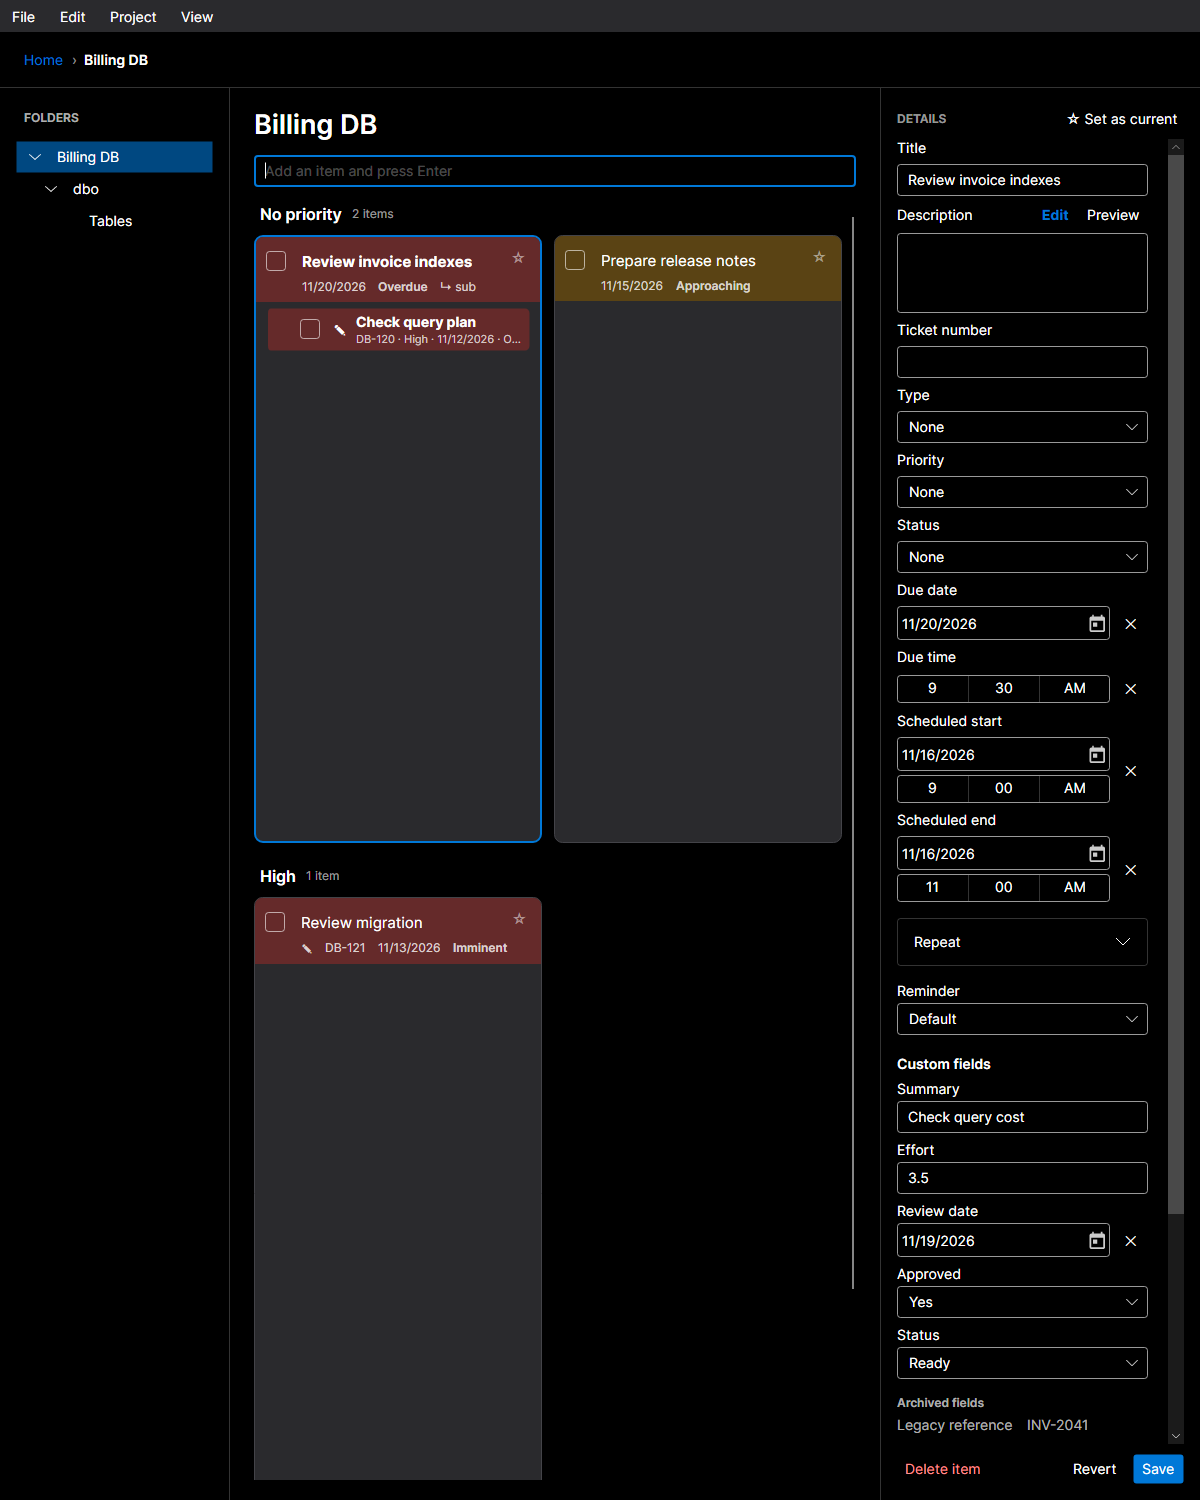 File Edit Project View
Home › Billing DB
FOLDERS
Billing DB
dbo
Tables
Billing DB
Add an item and press Enter
No priority 2 items
Review invoice indexes
11/20/2026 Overdue ↳ sub
Check query plan
DB-120 · High · 11/12/2026 · O...
Prepare release notes
11/15/2026 Approaching
High 1 item
Review migration
DB-121 11/13/2026 Imminent
DETAILS
☆ Set as current
Title
Review invoice indexes
Description Edit Preview
Ticket number
Type
None
Priority
None
Status
None
Due date
11/20/2026
Due time
9 30 AM
Scheduled start
11/16/2026
9 00 AM
Scheduled end
11/16/2026
11 00 AM
Repeat
Reminder
Default
Custom fields
Summary
Check query cost
Effort
3.5
Review date
11/19/2026
Approved
Yes
Status
Ready
Archived fields
Legacy reference INV-2041
Delete item Revert Save